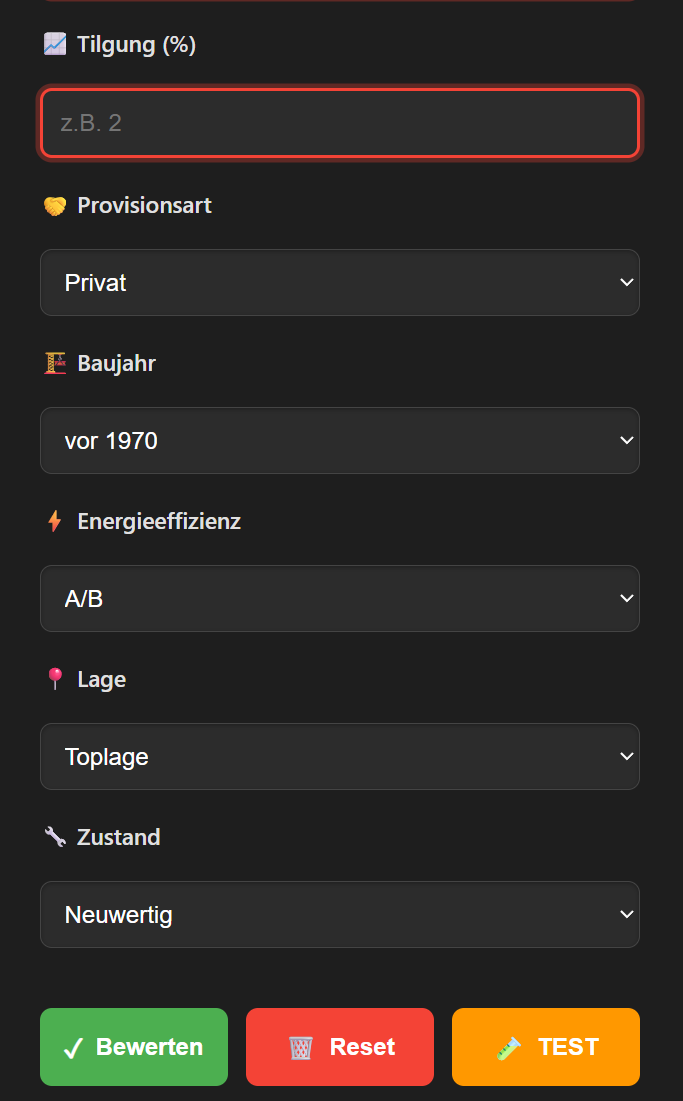 Tilgung (%)
z.B. 2
Provisionsart
Privat
Baujahr
vor 1970
Energieeffizienz
A/B
Lage
Toplage
Zustand
Neuwertig
Bewerten Reset TEST